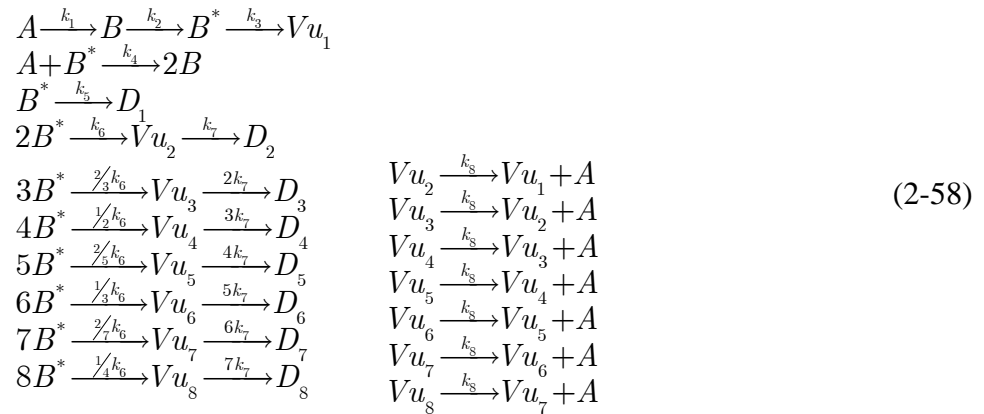 A —k₁→ B —k₂→ B* —k₃→ Vu₁
A+B* —k₄→ 2B
B* —k₅→ D₁
2B* —k₆→ Vu₂ —k₇→ D₂
3B* —⅔k₆→ Vu₃ —2k₇→ D₃
4B* —½k₆→ Vu₄ —3k₇→ D₄
5B* —⅖k₆→ Vu₅ —4k₇→ D₅
6B* —⅓k₆→ Vu₆ —5k₇→ D₆
7B* —2/7k₆→ Vu₇ —6k₇→ D₇
8B* —¼k₆→ Vu₈ —7k₇→ D₈
Vu₂ —k₈→ Vu₁+A
Vu₃ —k₈→ Vu₂+A
Vu₄ —k₈→ Vu₃+A
Vu₅ —k₈→ Vu₄+A
Vu₆ —k₈→ Vu₅+A
Vu₇ —k₈→ Vu₆+A
Vu₈ —k₈→ Vu₇+A
(2-58)